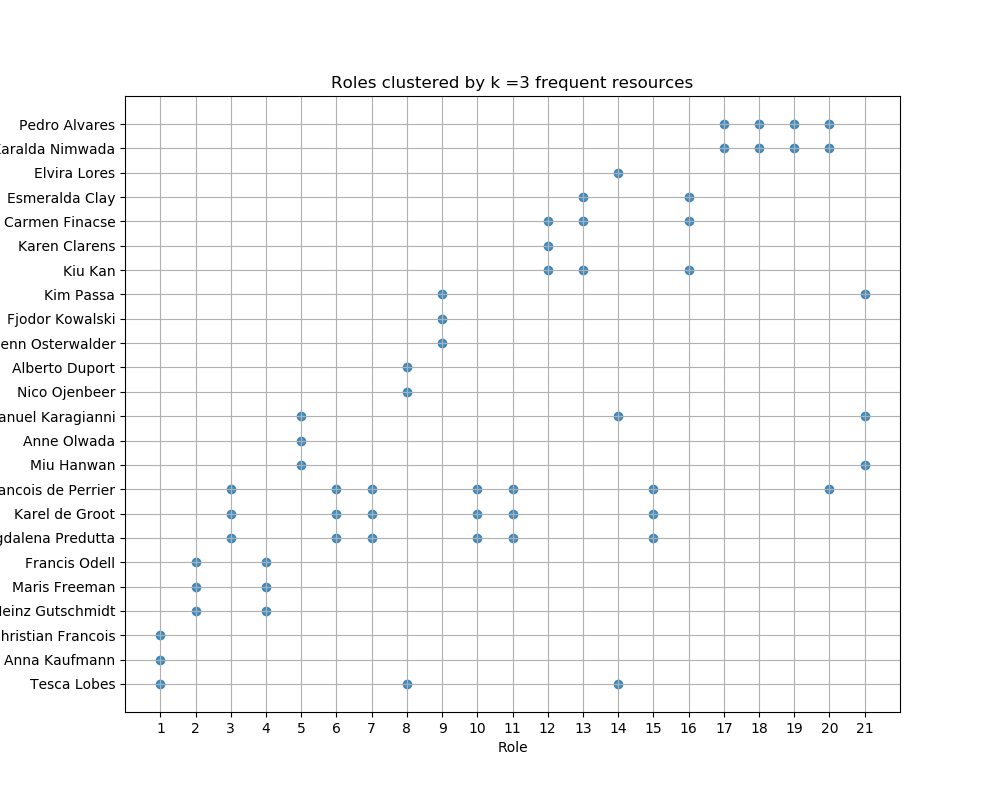 Roles clustered by k =3 frequent resources
Pedro Alvares
aralda Nimwada
Elvira Lores
Esmeralda Clay
Carmen Finacse
Karen Clarens
Kiu Kan
Kim Passa
Fjodor Kowalski
enn Osterwalder
Alberto Duport
Nico Ojenbeer
anuel Karagianni
Anne Olwada
Miu Hanwan
ancois de Perrier
Karel de Groot
gdalena Predutta
Francis Odell
Maris Freeman
Heinz Gutschmidt
hristian Francois
Anna Kaufmann
Tesca Lobes
1 2 3 4 5 6 7 8 9 10 11 12 13 14 15 16 17 18 19 20 21
Role